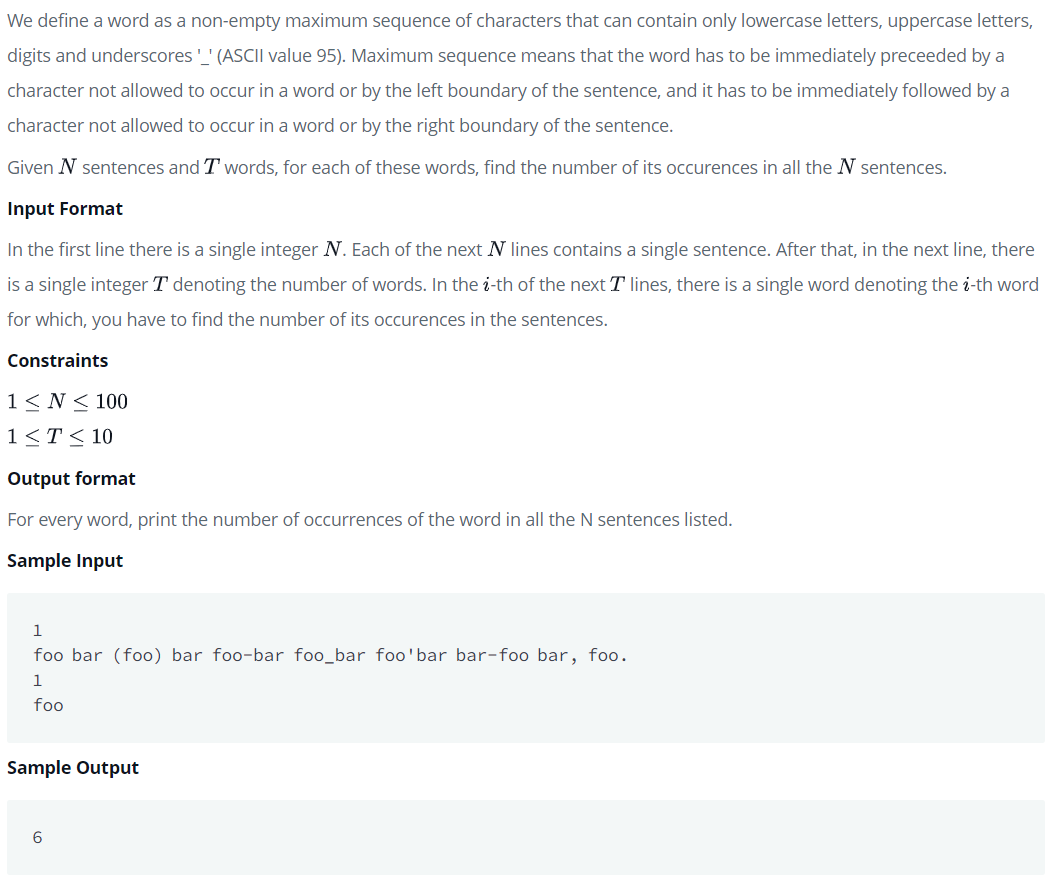 We define a word as a non-empty maximum sequence of characters that can contain only lowercase letters, uppercase letters,
digits and underscores '_' (ASCII value 95). Maximum sequence means that the word has to be immediately preceeded by a
character not allowed to occur in a word or by the left boundary of the sentence, and it has to be immediately followed by a
character not allowed to occur in a word or by the right boundary of the sentence.
Given N sentences and T words, for each of these words, find the number of its occurences in all the N sentences.
Input Format
In the first line there is a single integer N. Each of the next N lines contains a single sentence. After that, in the next line, there
is a single integer T denoting the number of words. In the i-th of the next T lines, there is a single word denoting the i-th word
for which, you have to find the number of its occurences in the sentences.
Constraints
1 ≤ N ≤ 100
1 ≤ T ≤ 10
Output format
For every word, print the number of occurrences of the word in all the N sentences listed.
Sample Input
1
foo bar (foo) bar foo-bar foo_bar foo'bar bar-foo bar, foo.
1
foo
Sample Output
6